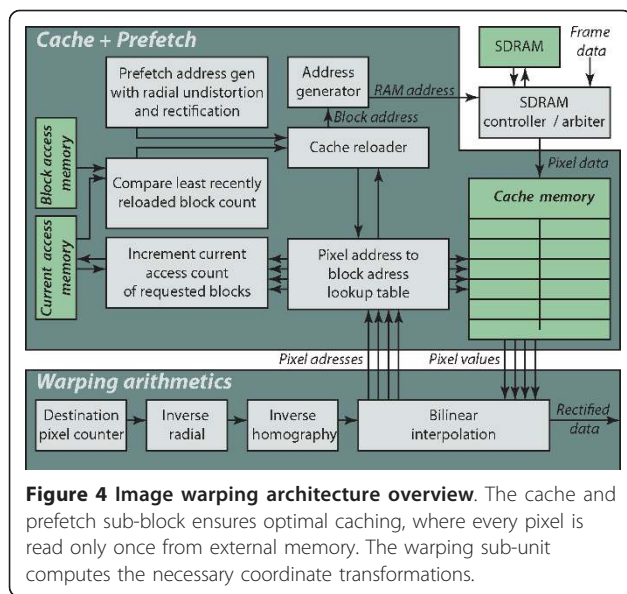 Cache + Prefetch
Prefetch address gen
with radial undistortion
and rectification
Address
generator
RAM address
Block address
SDRAM
Frame
data
SDRAM
controller / arbiter
Cache reloader
Pixel data
Block access
memory
Compare least recently
reloaded block count
Cache memory
Current access
memory
Increment current
access count
of requested blocks
Pixel address to
block adress
lookup table
Pixel adresses
Pixel values
Warping arithmetics
Destination
pixel counter
Inverse
radial
Inverse
homography
Bilinear
interpolation
Rectified
data
Figure 4 Image warping architecture overview. The cache and
prefetch sub-block ensures optimal caching, where every pixel is
read only once from external memory. The warping sub-unit
computes the necessary coordinate transformations.